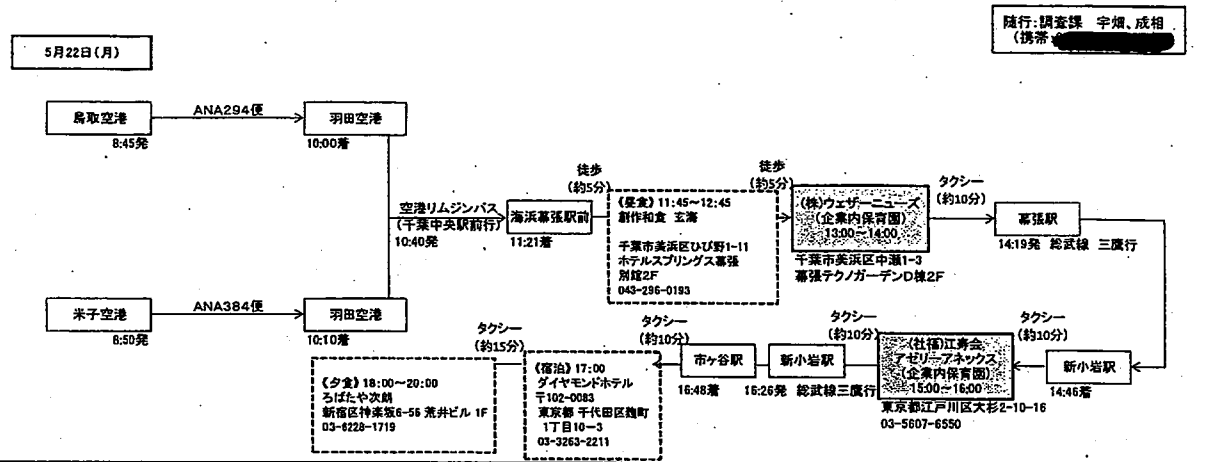 随行:調査課　宇畑、成相
(携帯
5月22日(月)
鳥取空港
8:45発
ANA294便
羽田空港
10:00着
米子空港
8:50発
ANA384便
羽田空港
10:10着
空港リムジンバス
(千葉中央駅前行)
10:40発
海浜幕張駅前
11:21着
徒歩
(約5分)
《昼食》11:45～12:45
創作和食　玄海
千葉市美浜区ひび野1-11
ホテルスプリングス幕張
別館2F
043-296-0193
徒歩
(約5分)
(株)ウェザーニューズ
(企業内保育園)
13:00～14:00
千葉市美浜区中瀬1-3
幕張テクノガーデンD棟2F
タクシー
(約10分)
幕張駅
14:19発　総武線　三鷹行
新小岩駅
14:46着
タクシー
(約10分)
(社福)江寿会
アゼリーアネックス
(企業内保育園)
15:00～16:00
東京都江戸川区大杉2-10-16
03-5607-6550
タクシー
(約10分)
新小岩駅
16:26発　総武線三鷹行
市ヶ谷駅
16:48着
タクシー
(約10分)
《宿泊》17:00
ダイヤモンドホテル
〒102-0083
東京都 千代田区麹町
1丁目10－3
03-3263-2211
タクシー
(約15分)
《夕食》18:00～20:00
ろばたや次朗
新宿区神楽坂6-56 荒井ビル 1F
03-6228-1719